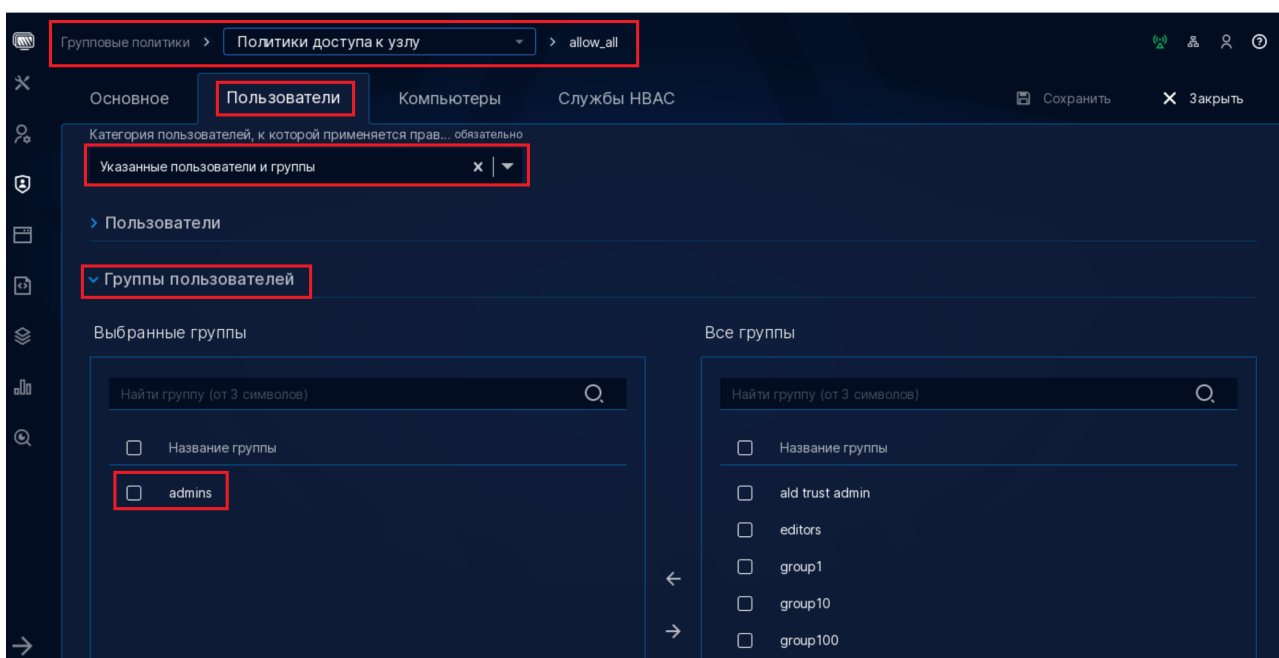 Групповые политики > Политики доступа к узлу > allow_all
Основное Пользователи Компьютеры Службы HBAC Сохранить Закрыть
Категория пользователей, к которой применяется прав... обязательно
Указанные пользователи и группы
Пользователи
Группы пользователей
Выбранные группы Все группы
Найти группу (от 3 символов) Найти группу (от 3 символов)
Название группы Название группы
admins ald trust admin
editors
group1
group10
group100